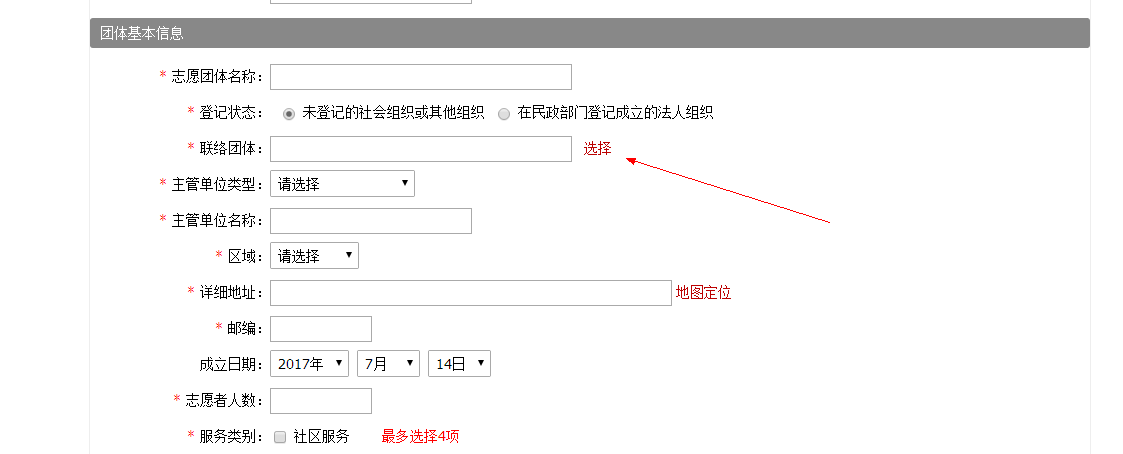 团体基本信息
* 志愿团体名称：
* 登记状态： 未登记的社会组织或其他组织 在民政部门登记成立的法人组织
* 联络团体： 选择
* 主管单位类型： 请选择
* 主管单位名称：
* 区域： 请选择
* 详细地址： 地图定位
* 邮编：
成立日期： 2017年 7月 14日
* 志愿者人数：
* 服务类别： 社区服务 最多选择4项